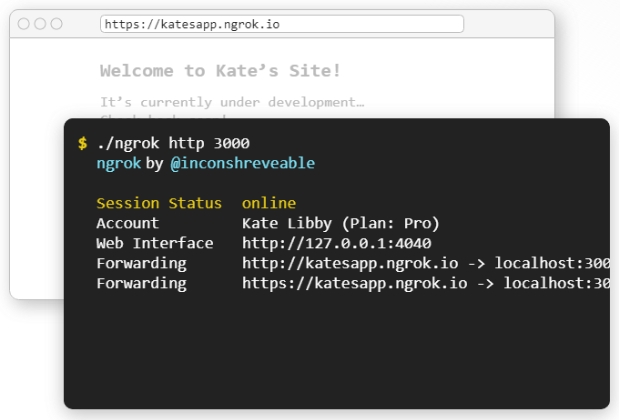 https://katesapp.ngrok.io
Welcome to Kate’s Site!
It’s currently under development…
$ ./ngrok http 3000
ngrok by @inconshreveable
Session Status online
Account Kate Libby (Plan: Pro)
Web Interface http://127.0.0.1:4040
Forwarding http://katesapp.ngrok.io -> localhost:300
Forwarding https://katesapp.ngrok.io -> localhost:30